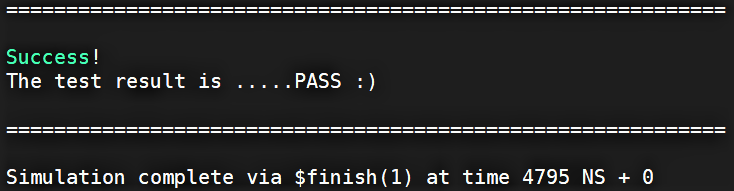 ============================================================
Success!
The test result is .....PASS :)
============================================================
Simulation complete via $finish(1) at time 4795 NS + 0